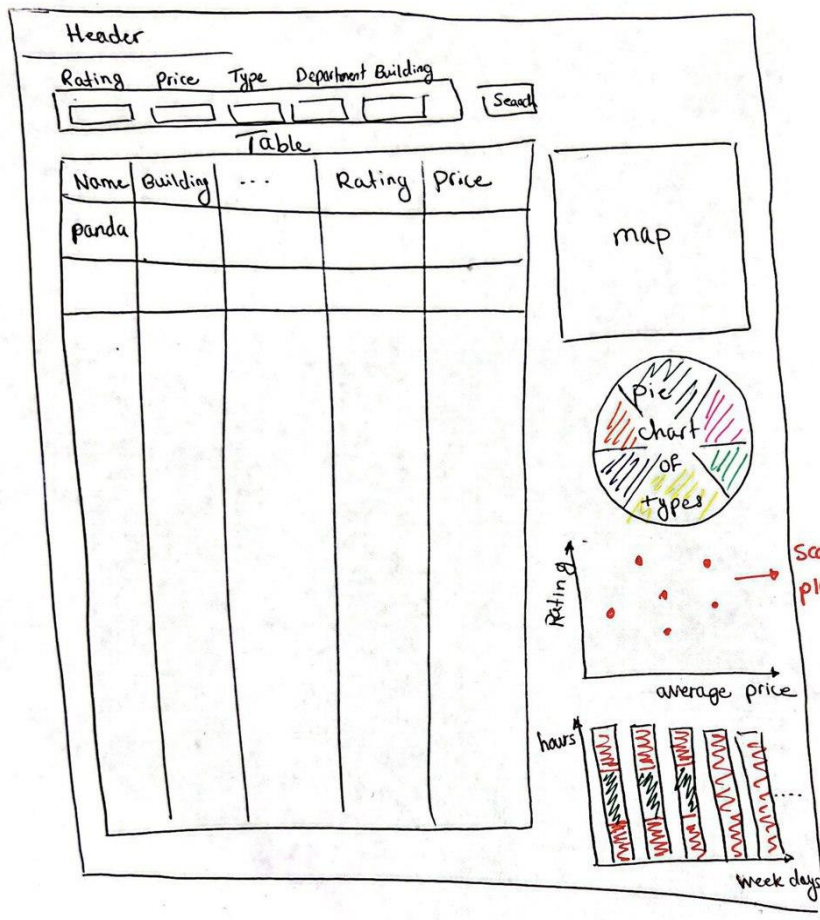 Header
Rating Price Type Department Building
Search
Table
Name Building ... Rating Price
panda
map
pie
chart
of
types
Rating
average price
hours
.....
week days